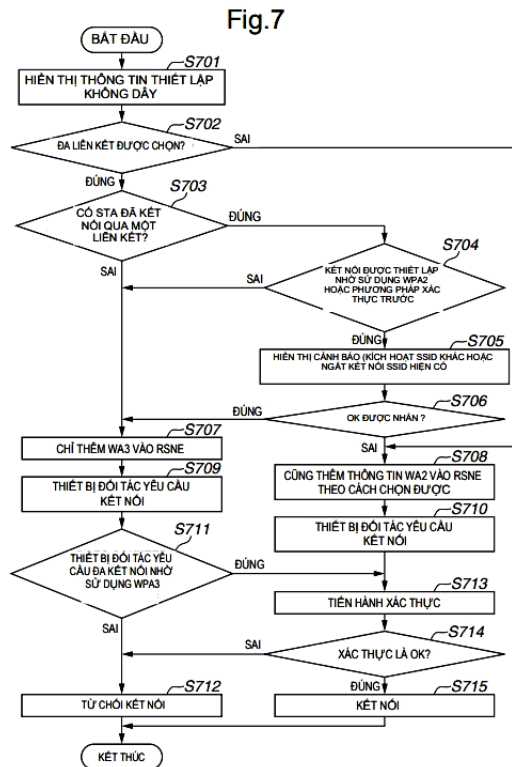 Fig.7
BẮT ĐẦU
S701
HIỂN THỊ THÔNG TIN THIẾT LẬP
KHÔNG DÂY
S702
ĐA LIÊN KẾT ĐƯỢC CHỌN?
SAI
ĐÚNG
S703
CÓ STA ĐÃ KẾT
NỐI QUA MỘT
LIÊN KẾT?
ĐÚNG
SAI
S704
KẾT NỐI ĐƯỢC THIẾT LẬP
NHỜ SỬ DỤNG WPA2
HOẶC PHƯƠNG PHÁP XÁC
THỰC TRƯỚC
SAI
ĐÚNG
S705
HIỂN THỊ CẢNH BÁO (KÍCH HOẠT SSID KHÁC HOẶC
NGẮT KẾT NỐI SSID HIỆN CÓ
S706
OK ĐƯỢC NHẤN ?
ĐÚNG
SAI
S707
CHỈ THÊM WA3 VÀO RSNE
S708
CŨNG THÊM THÔNG TIN WA2 VÀO RSNE
THEO CÁCH CHỌN ĐƯỢC
S709
THIẾT BỊ ĐỐI TÁC YÊU CẦU
KẾT NỐI
S710
THIẾT BỊ ĐỐI TÁC YÊU CẦU
KẾT NỐI
S711
THIẾT BỊ ĐỐI TÁC YÊU
CẦU ĐA KẾT NỐI NHỜ
SỬ DỤNG WPA3
ĐÚNG
SAI
S713
TIẾN HÀNH XÁC THỰC
S714
XÁC THỰC LÀ OK?
SAI
ĐÚNG
S712
TỪ CHỐI KẾT NỐI
S715
KẾT NỐI
KẾT THÚC